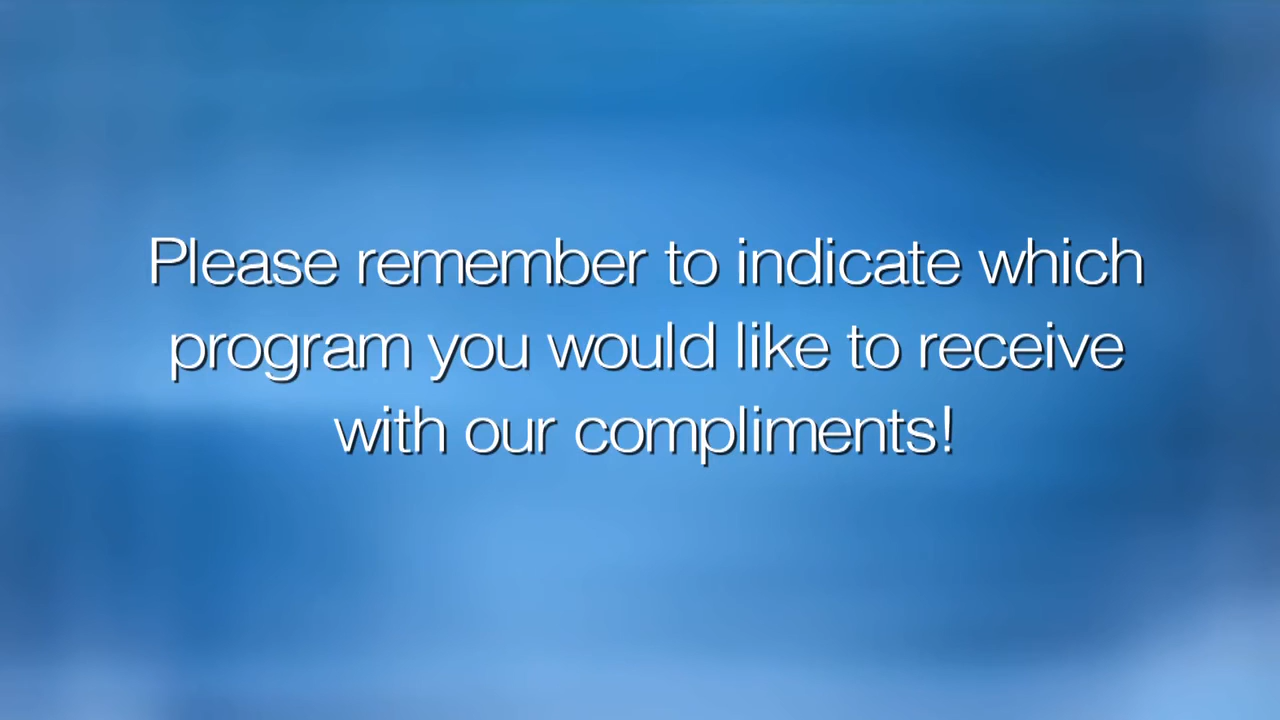 Please remember to indicate which
program you would like to receive
with our compliments!